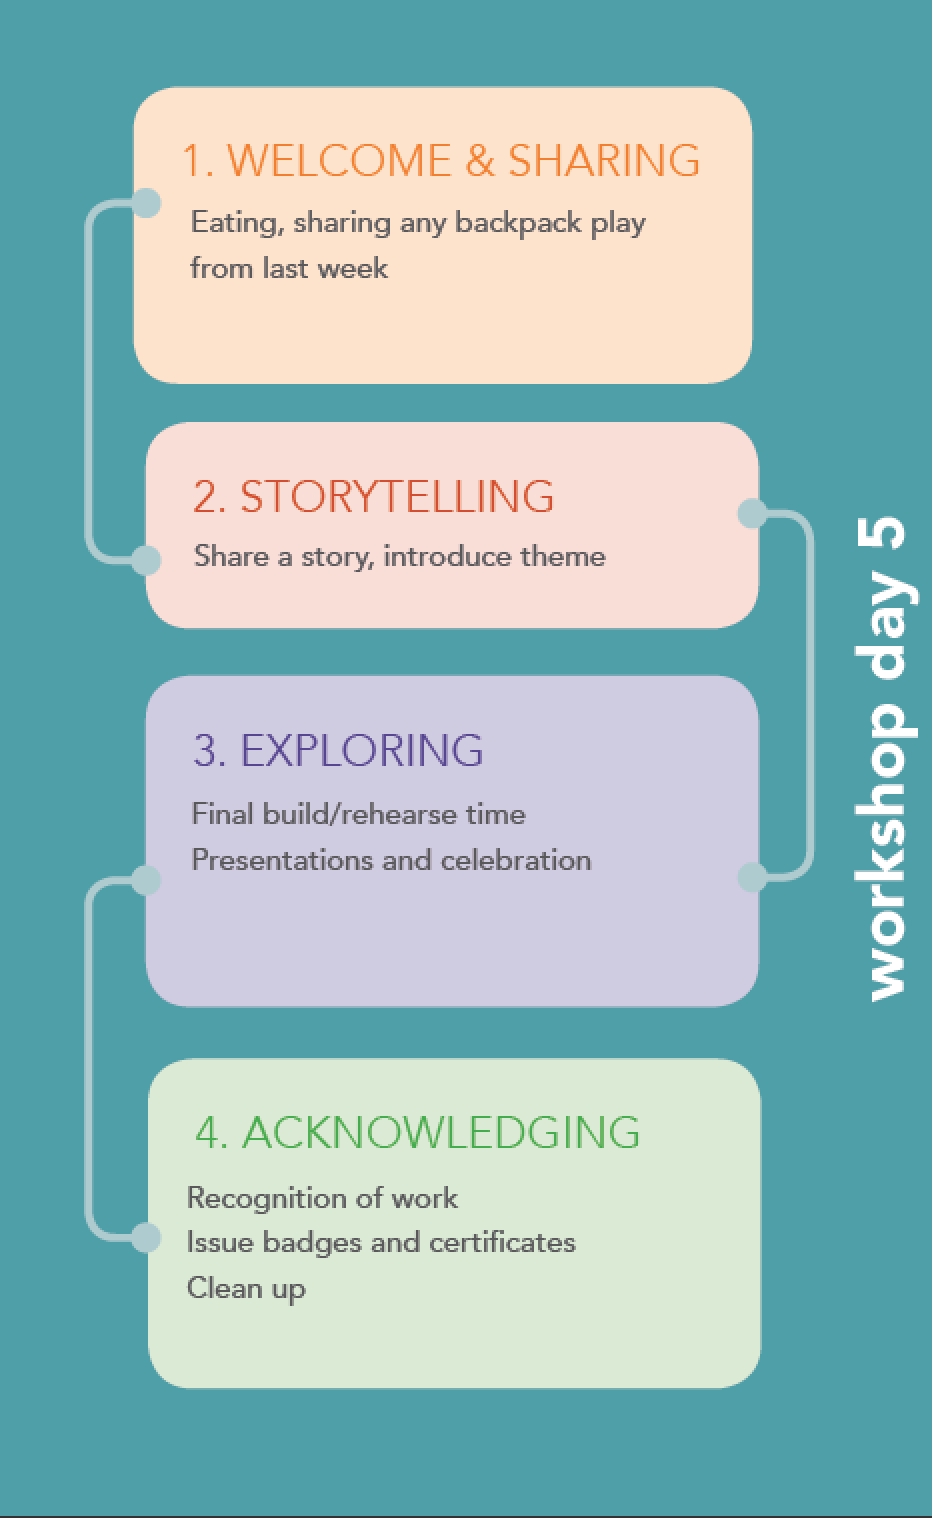 1. WELCOME & SHARING
Eating, sharing any backpack play
from last week
2. STORYTELLING
Share a story, introduce theme
3. EXPLORING
Final build/rehearse time
Presentations and celebration
4. ACKNOWLEDGING
Recognition of work
Issue badges and certificates
Clean up
workshop day 5